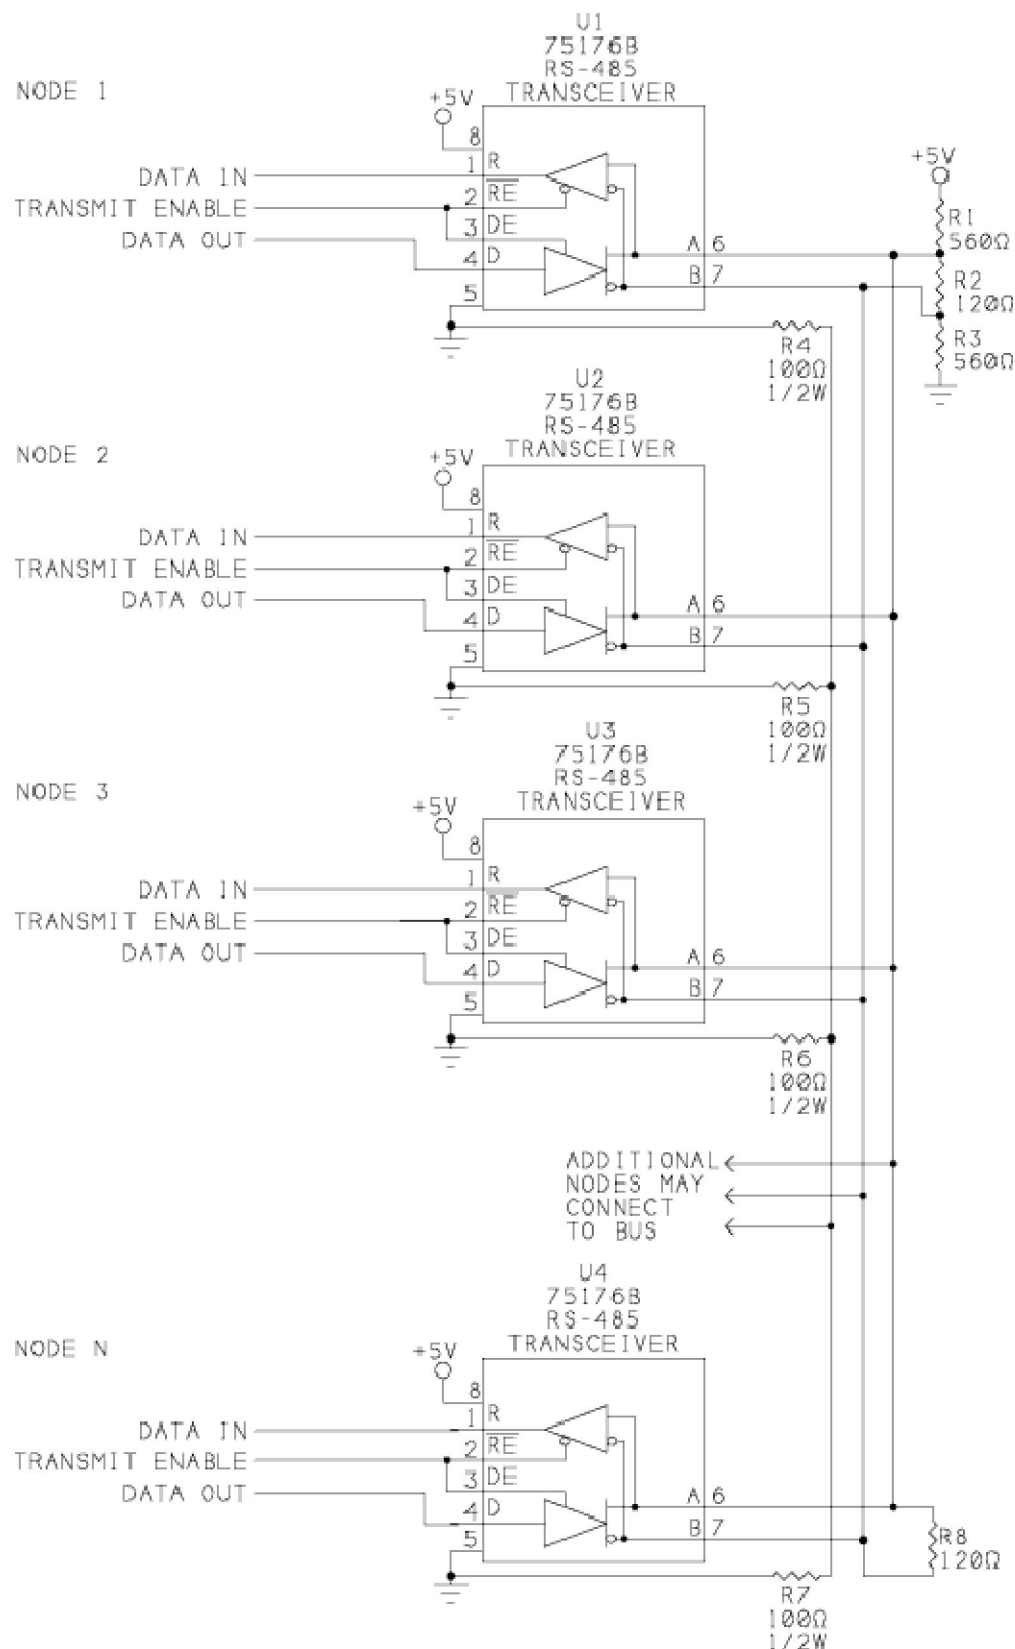 U1
75176B
RS-485
TRANSCEIVER
NODE 1
+5V
8
1 R
DATA IN
2 RE
TRANSMIT ENABLE
3 DE
DATA OUT
4 D
5
A 6
B 7
+5V
R1
560Ω
R2
120Ω
R3
560Ω
R4
100Ω
1/2W
U2
75176B
RS-485
TRANSCEIVER
NODE 2
+5V
8
1 R
DATA IN
2 RE
TRANSMIT ENABLE
3 DE
DATA OUT
4 D
5
A 6
B 7
R5
100Ω
1/2W
U3
75176B
RS-485
TRANSCEIVER
NODE 3
+5V
8
1 R
DATA IN
2 RE
TRANSMIT ENABLE
3 DE
DATA OUT
4 D
5
A 6
B 7
R6
100Ω
1/2W
ADDITIONAL
NODES MAY
CONNECT
TO BUS
U4
75176B
RS-485
TRANSCEIVER
NODE N
+5V
8
1 R
DATA IN
2 RE
TRANSMIT ENABLE
3 DE
DATA OUT
4 D
5
A 6
B 7
R8
120Ω
R7
100Ω
1/2W